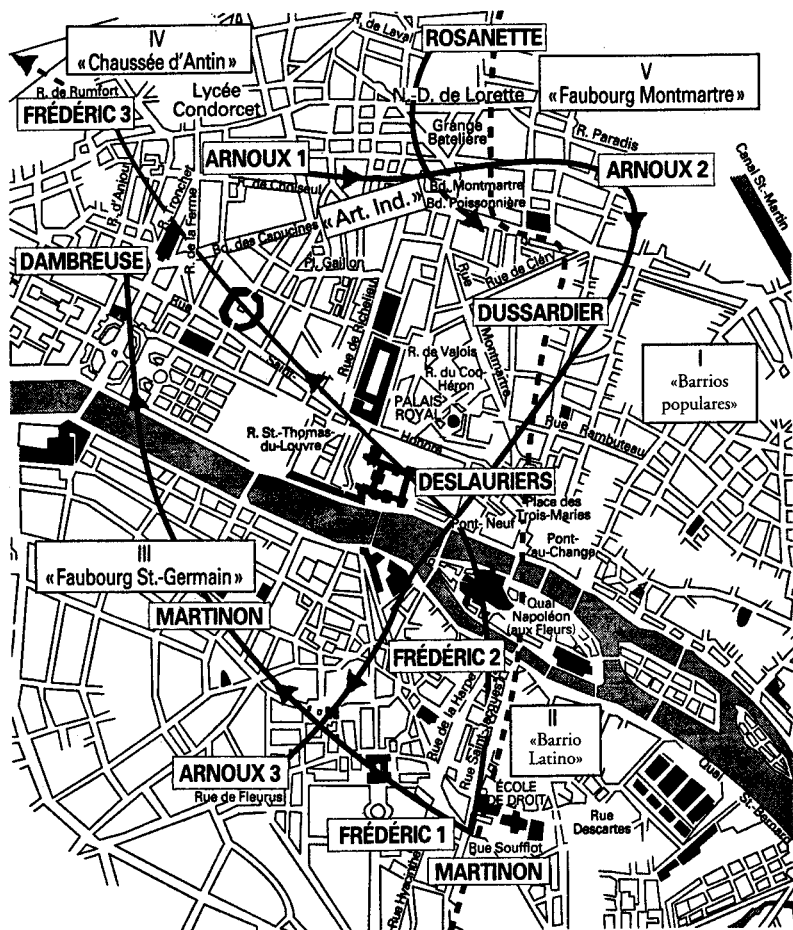 R. de Laval
ROSANETTE
IV
« Chaussée d'Antin »
R. de Rumfort
FRÉDÉRIC 3
Lycée
Condorcet
N.-D. de Lorette
V
« Faubourg Montmartre »
Grange
Batelière
R. Paradis
ARNOUX 1
ARNOUX 2
Canal St.-Martin
R. de Choiseul
Bd. Montmartre
Bd. Poissonnière
R. d'Anjou
R. Tronchet
R. de la Ferme
Bd. des Capucines
« Art. Ind. »
DAMBREUSE
Pl. Gaillon
Rue de Cléry
Rue
Montmartre
DUSSARDIER
Rue
Saint-
Honoré
Rue de Richelieu
R. de Valois
R. du Coq-
Héron
PALAIS
ROYAL
I
«Barrios
populares»
Rue Rambuteau
R. St.-Thomas-
du-Louvre
DESLAURIERS
Place des
Trois-Maries
Pont-Neuf
Pont-
au-Change
III
« Faubourg St.-Germain »
MARTINON
Quai
Napoléon
(aux Fleurs)
FRÉDÉRIC 2
Rue de la Harpe
Rue Saint-Jacques
II
«Barrio
Latino»
ARNOUX 3
Rue de Fleurus
ÉCOLE
DE DROIT
Rue
Descartes
Quai
St. Bernard
FRÉDÉRIC 1
Rue Soufflot
MARTINON
Rue Hyacinthe